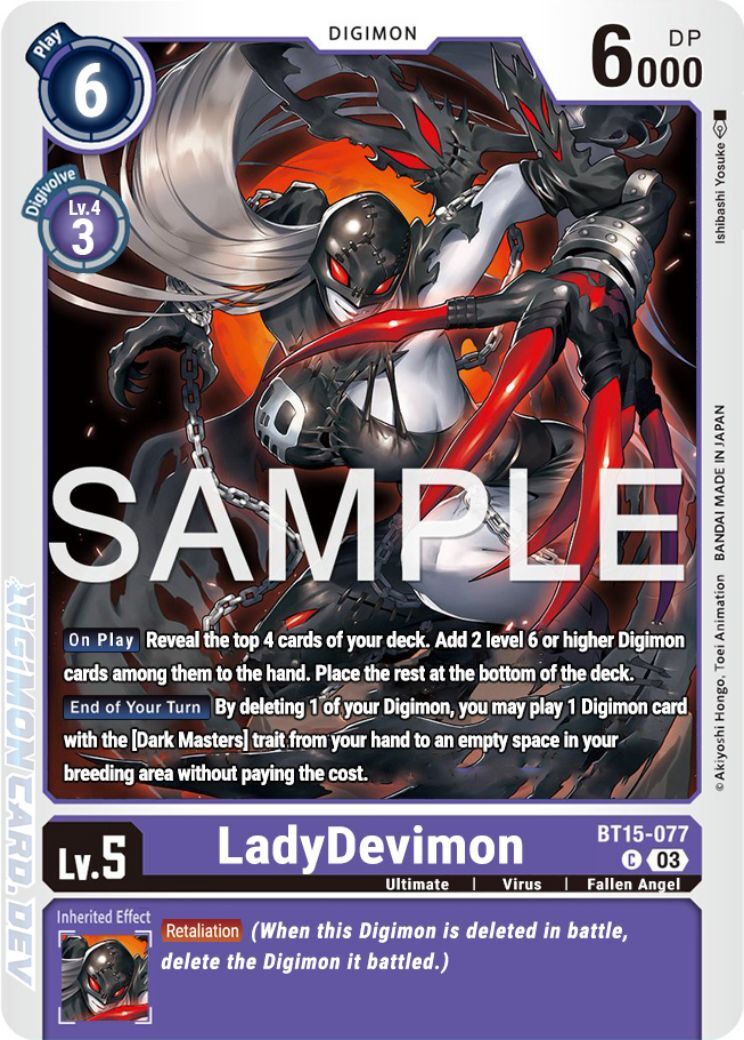 Play
6
DIGIMON
DP
6000
Digivolve
Lv.4
3
Ishibashi Yosuke
SAMPLE
On Play Reveal the top 4 cards of your deck. Add 2 level 6 or higher Digimon
cards among them to the hand. Place the rest at the bottom of the deck.
End of Your Turn By deleting 1 of your Digimon, you may play 1 Digimon card
with the [Dark Masters] trait from your hand to an empty space in your
breeding area without paying the cost.
© Akiyoshi Hongo, Toei Animation BANDAI MADE IN JAPAN
DIGIMONCARD.DEV
Lv.5
LadyDevimon
BT15-077
C 03
Ultimate | Virus | Fallen Angel
Inherited Effect
Retaliation (When this Digimon is deleted in battle,
delete the Digimon it battled.)